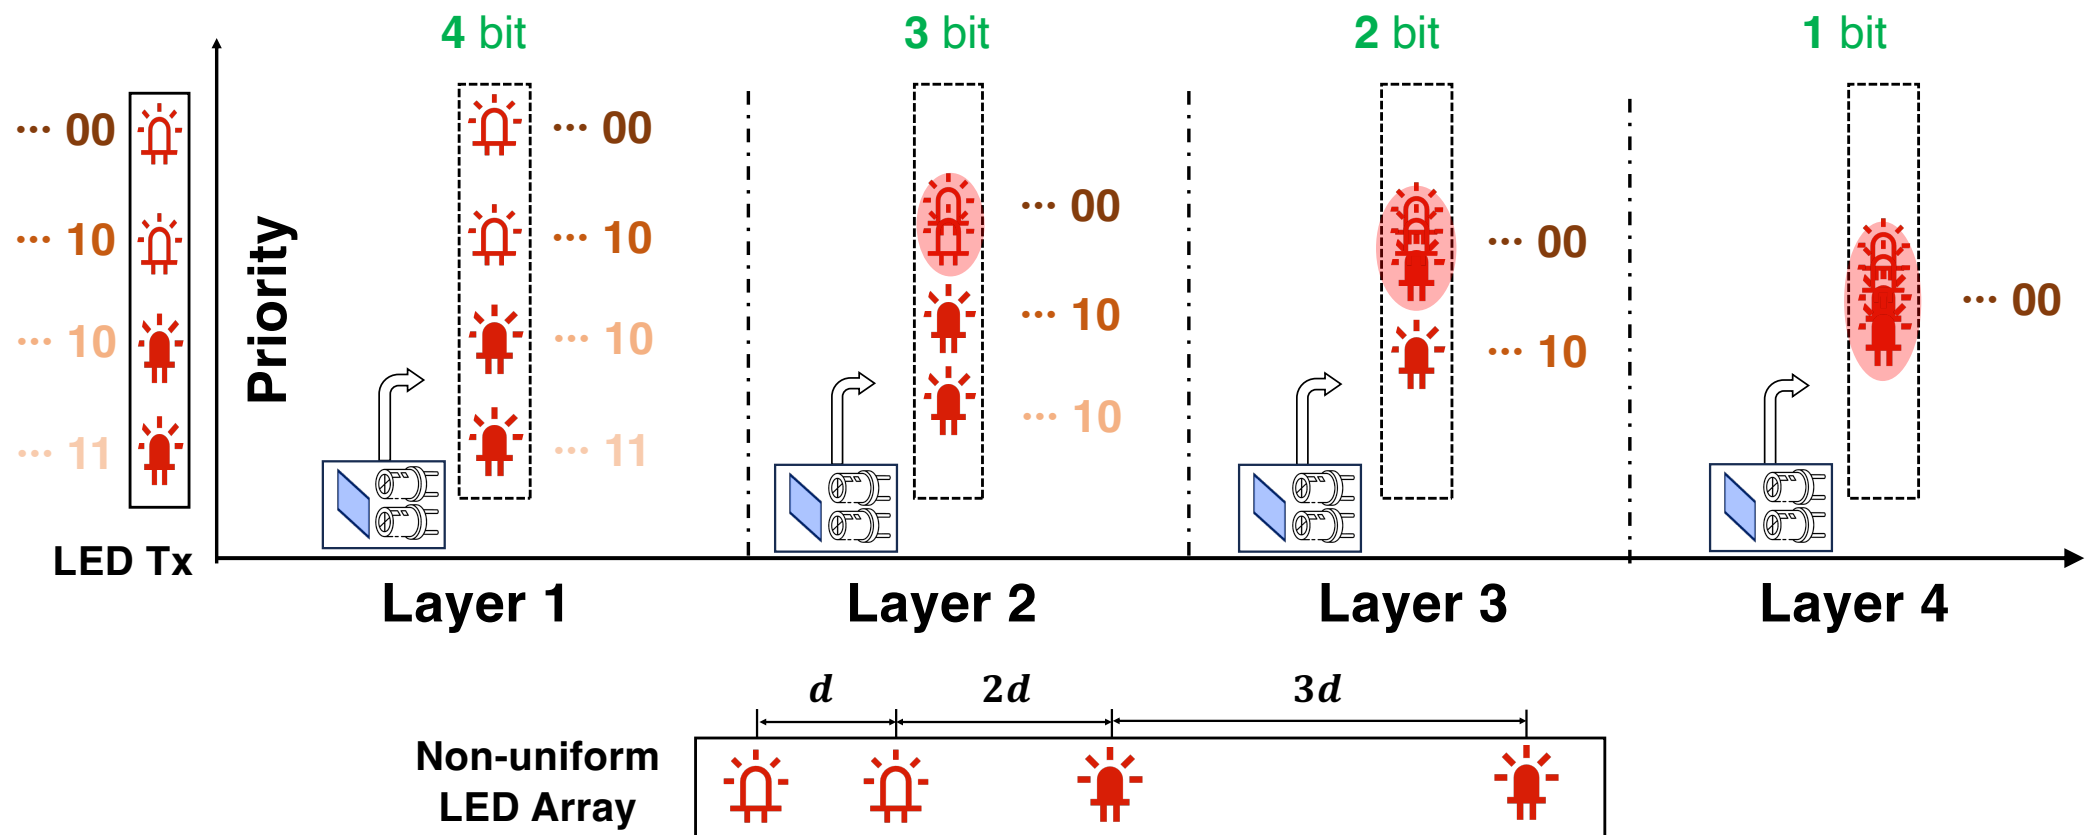 4 bit
3 bit
2 bit
1 bit
··· 00
··· 10
··· 10
··· 11
LED Tx
Priority
··· 00
··· 10
··· 10
··· 11
··· 00
··· 10
··· 10
··· 00
··· 10
··· 00
Layer 1
Layer 2
Layer 3
Layer 4
d
2d
3d
Non-uniform
LED Array